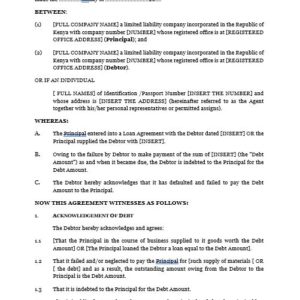 BETWEEN:
(1) [FULL COMPANY NAME] a limited liability company incorporated in the Republic of
Kenya with company number [NUMBER] whose registered office is at [REGISTERED
OFFICE ADDRESS] (Principal); and
(2) [FULL COMPANY NAME] a limited liability company incorporated in the Republic of
Kenya with company number [NUMBER] whose registered office is at [REGISTERED
OFFICE ADDRESS] (Debtor).
OR IF AN INDIVIDUAL
[ FULL NAMES] of Identification /Passport Number [INSERT THE NUMBER] and
whose address is [INSERT THE ADDRESS] (hereinafter referred to as the Agent
together with his/her personal representatives or permitted assigns).
WHEREAS:
A. The Principal entered into a Loan Agreement with the Debtor dated [INSERT] OR the
Principal supplied the Debtor with [INSERT].
B. Owing to the failure by Debtor to make payment of the sum of [INSERT] (the "Debt
Amount") as and when it became due, the Debtor is indebted to the Principal for the
Debt Amount.
C. The Debtor hereby acknowledges that it has defaulted and failed to pay the Debt
Amount to the Principal.
NOW THIS AGREEMENT WITNESSES AS FOLLOWS:
1. ACKNOWLEDGEMENT OF DEBT
The Debtor hereby acknowledges and agrees:
1.1 [That the Principal in the course of business supplied to it goods worth the Debt
Amount] OR [The Principal loaned the Debtor a loan equal to the Debt Amount].
1.2 That it failed and/or neglected to pay the Principal for [such supply of materials [ OR
[ the debt] and as a result, the outstanding amount owing from the Debtor to the
Principal is the Debt Amount.
1.3 That it is indebted to the Principal for the Debt Amount.